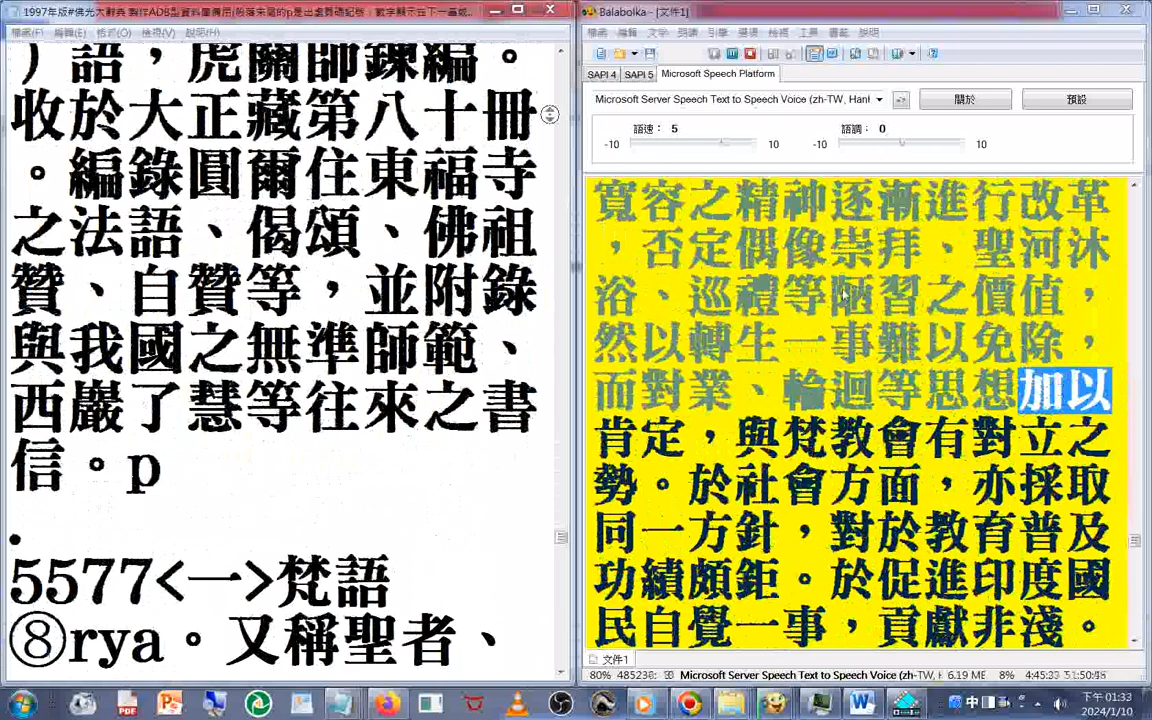 1997年版#佛光大辭典
）語，虎關師鍊編。
收於大正藏第八十冊
。編錄圓爾住東福寺
之法語、偈頌、佛祖
贊、自贊等，並附錄
與我國之無準師範、
西巖了慧等往來之書
信。p
.
5577<一>梵語
⑧rya。又稱聖者、
Balabolka - [文件1]
SAPI 4 SAPI 5 Microsoft Speech Platform
Microsoft Server Speech Text to Speech Voice (zh-TW, Hanl
關於
預設
語速： 5
語調： 0
-10 10 -10 10
寬容之精神逐漸進行改革
，否定偶像崇拜、聖河沐
浴、巡禮等陋習之價值，
然以轉生一事難以免除，
而對業、輪迴等思想加以
肯定，與梵教會有對立之
勢。於社會方面，亦採取
同一方針，對於教育普及
功績頗鉅。於促進印度國
民自覺一事，貢獻非淺。
文件1
80% 485238: Microsoft Server Speech Text to Speech Voice (zh-TW, 6.19 MB 8%
下午 01:33
2024/1/10